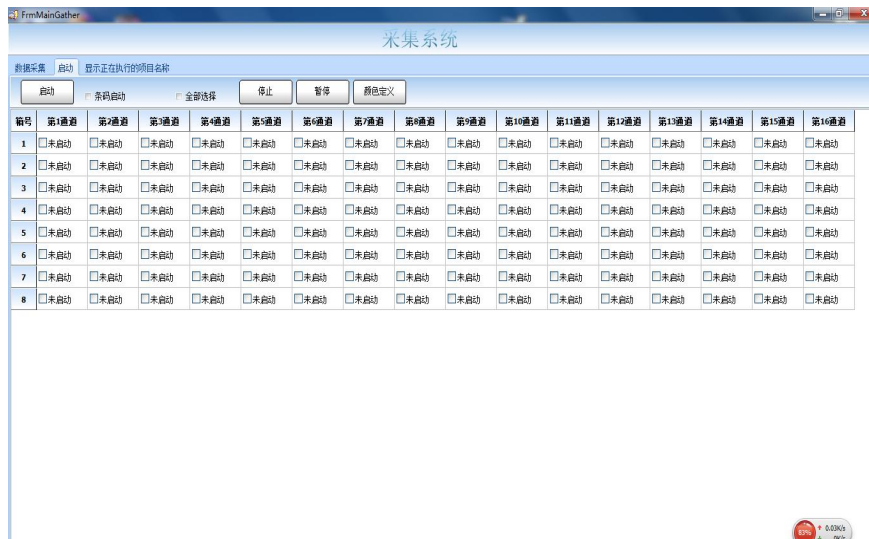 FrmMainGather
采集系统
数据采集 启动 显示正在执行的项目名称
启动 条码启动 全部选择 停止 暂停 颜色定义
箱号 第1通道 第2通道 第3通道 第4通道 第5通道 第6通道 第7通道 第8通道 第9通道 第10通道 第11通道 第12通道 第13通道 第14通道 第15通道 第16通道
1 未启动 未启动 未启动 未启动 未启动 未启动 未启动 未启动 未启动 未启动 未启动 未启动 未启动 未启动 未启动 未启动
2 未启动 未启动 未启动 未启动 未启动 未启动 未启动 未启动 未启动 未启动 未启动 未启动 未启动 未启动 未启动 未启动
3 未启动 未启动 未启动 未启动 未启动 未启动 未启动 未启动 未启动 未启动 未启动 未启动 未启动 未启动 未启动 未启动
4 未启动 未启动 未启动 未启动 未启动 未启动 未启动 未启动 未启动 未启动 未启动 未启动 未启动 未启动 未启动 未启动
5 未启动 未启动 未启动 未启动 未启动 未启动 未启动 未启动 未启动 未启动 未启动 未启动 未启动 未启动 未启动 未启动
6 未启动 未启动 未启动 未启动 未启动 未启动 未启动 未启动 未启动 未启动 未启动 未启动 未启动 未启动 未启动 未启动
7 未启动 未启动 未启动 未启动 未启动 未启动 未启动 未启动 未启动 未启动 未启动 未启动 未启动 未启动 未启动 未启动
8 未启动 未启动 未启动 未启动 未启动 未启动 未启动 未启动 未启动 未启动 未启动 未启动 未启动 未启动 未启动 未启动
83% 0.03K/s